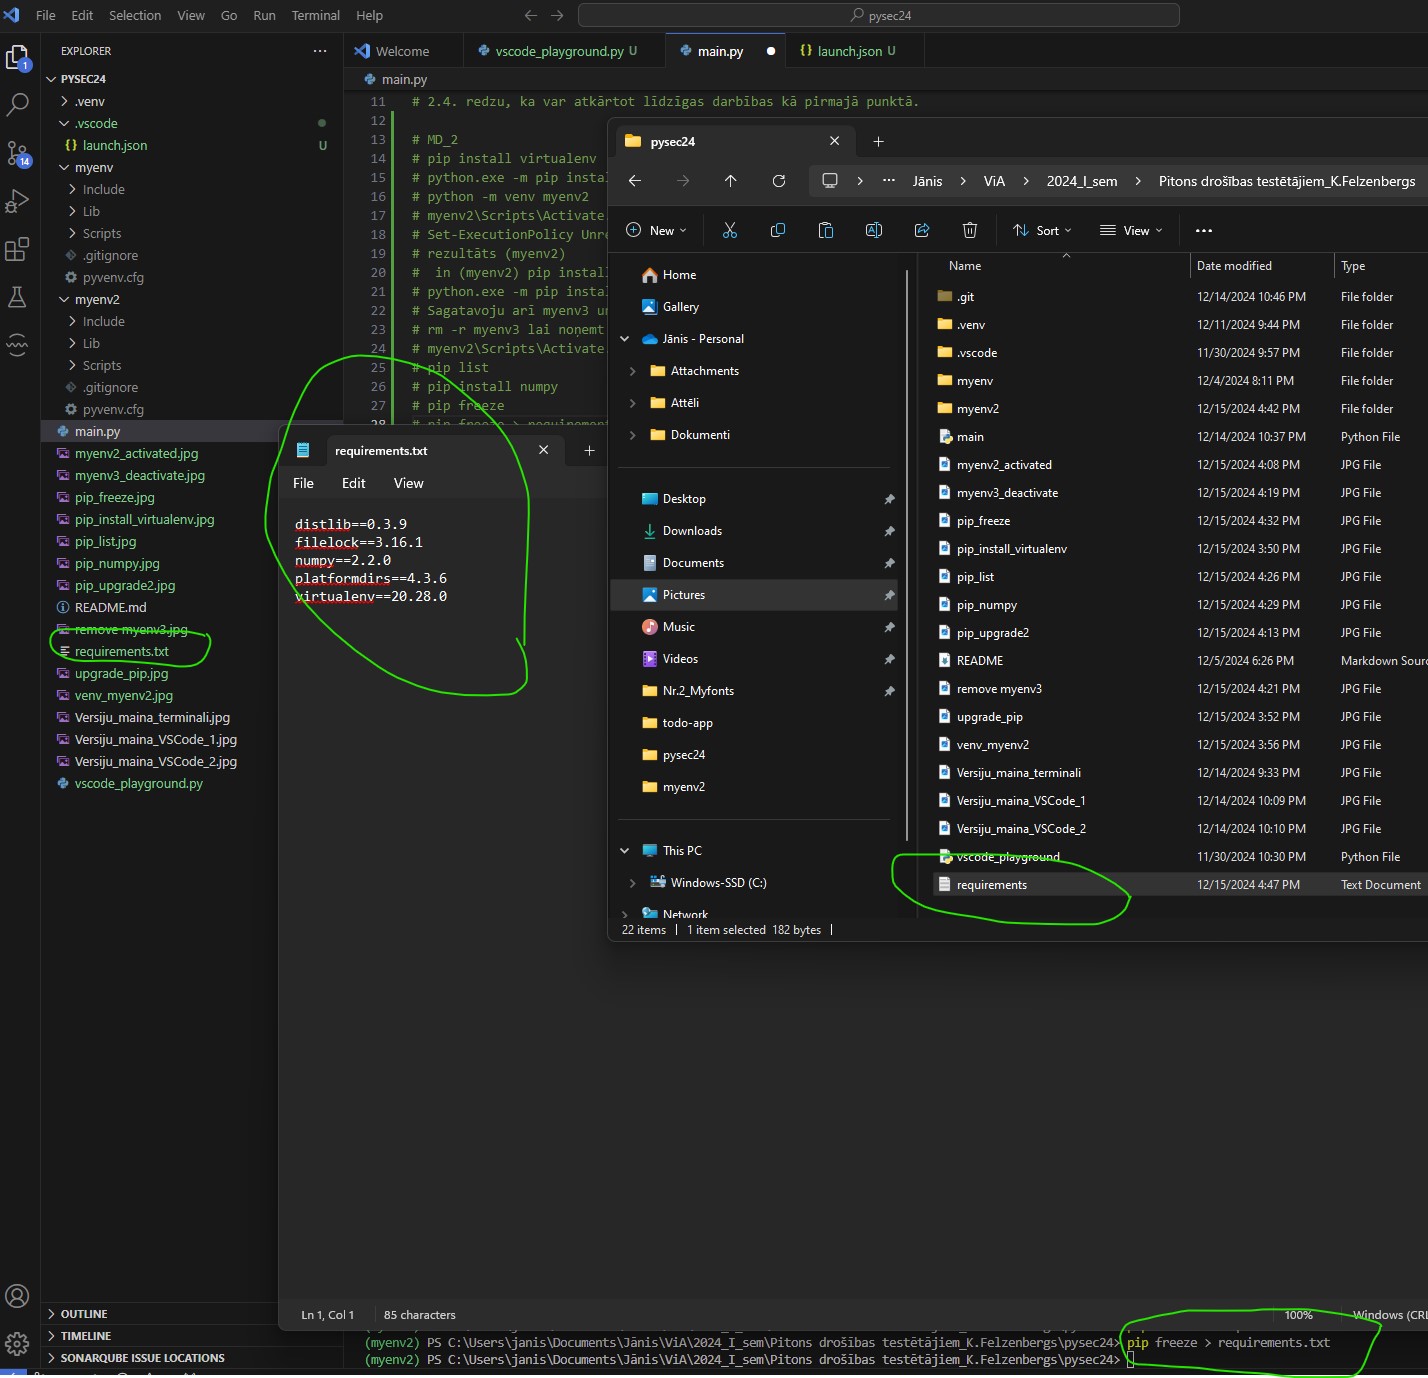 File Edit Selection View Go Run Terminal Help
pysec24
EXPLORER
PYSEC24
.venv
.vscode
launch.json U
myenv
Include
Lib
Scripts
.gitignore
pyvenv.cfg
myenv2
Include
Lib
Scripts
.gitignore
pyvenv.cfg
main.py
myenv2_activated.jpg
myenv3_deactivate.jpg
pip_freeze.jpg
pip_install_virtualenv.jpg
pip_list.jpg
pip_numpy.jpg
pip_upgrade2.jpg
README.md
remove myenv3.jpg
requirements.txt
upgrade_pip.jpg
venv_myenv2.jpg
Versiju_maina_terminali.jpg
Versiju_maina_VSCode_1.jpg
Versiju_maina_VSCode_2.jpg
vscode_playground.py
OUTLINE
TIMELINE
SONARQUBE ISSUE LOCATIONS
1
14
Welcome vscode_playground.py U main.py launch.json U
main.py
11 # 2.4. redzu, ka var atkārtot līdzīgas darbības kā pirmajā punktā.
12
13 # MD_2
14 # pip install virtualenv
15 # python.exe -m pip instal
16 # python -m venv myenv2
17 # myenv2\Scripts\Activate
18 # Set-ExecutionPolicy Unre
19 # rezultāts (myenv2)
20 # in (myenv2) pip install
21 # python.exe -m pip instal
22 # Sagatavoju arī myenv3 un
23 # rm -r myenv3 lai noņemt
24 # myenv2\Scripts\Activate
25 # pip list
26 # pip install numpy
27 # pip freeze
28 # pip freeze > requirement
requirements.txt
File Edit View
distlib==0.3.9
filelock==3.16.1
numpy==2.2.0
platformdirs==4.3.6
virtualenv==20.28.0
Ln 1, Col 1 85 characters 100% Windows (CRL
pysec24
Jānis ViA 2024_I_sem Pitons drošības testētājiem_K.Felzenbergs
New Sort View
Home
Gallery
Jānis - Personal
Attachments
Attēli
Dokumenti
Desktop
Downloads
Documents
Pictures
Music
Videos
Nr.2_Myfonts
todo-app
pysec24
myenv2
This PC
Windows-SSD (C:)
Network
Name Date modified Type
.git 12/14/2024 10:46 PM File folder
.venv 12/11/2024 9:44 PM File folder
.vscode 11/30/2024 9:57 PM File folder
myenv 12/4/2024 8:11 PM File folder
myenv2 12/15/2024 4:42 PM File folder
main 12/14/2024 10:37 PM Python File
myenv2_activated 12/15/2024 4:08 PM JPG File
myenv3_deactivate 12/15/2024 4:19 PM JPG File
pip_freeze 12/15/2024 4:32 PM JPG File
pip_install_virtualenv 12/15/2024 3:50 PM JPG File
pip_list 12/15/2024 4:26 PM JPG File
pip_numpy 12/15/2024 4:29 PM JPG File
pip_upgrade2 12/15/2024 4:13 PM JPG File
README 12/5/2024 6:26 PM Markdown Sourc
remove myenv3 12/15/2024 4:21 PM JPG File
upgrade_pip 12/15/2024 3:52 PM JPG File
venv_myenv2 12/15/2024 3:56 PM JPG File
Versiju_maina_terminali 12/14/2024 9:33 PM JPG File
Versiju_maina_VSCode_1 12/14/2024 10:09 PM JPG File
Versiju_maina_VSCode_2 12/14/2024 10:10 PM JPG File
vscode_playground 11/30/2024 10:30 PM Python File
requirements 12/15/2024 4:47 PM Text Document
22 items 1 item selected 182 bytes
(myenv2) PS C:\Users\janis\Documents\Jānis\ViA\2024_I_sem\Pitons drošības testētājiem_K.Felzenbergs\pysec24> pip freeze > requirements.txt
(myenv2) PS C:\Users\janis\Documents\Jānis\ViA\2024_I_sem\Pitons drošības testētājiem_K.Felzenbergs\pysec24>